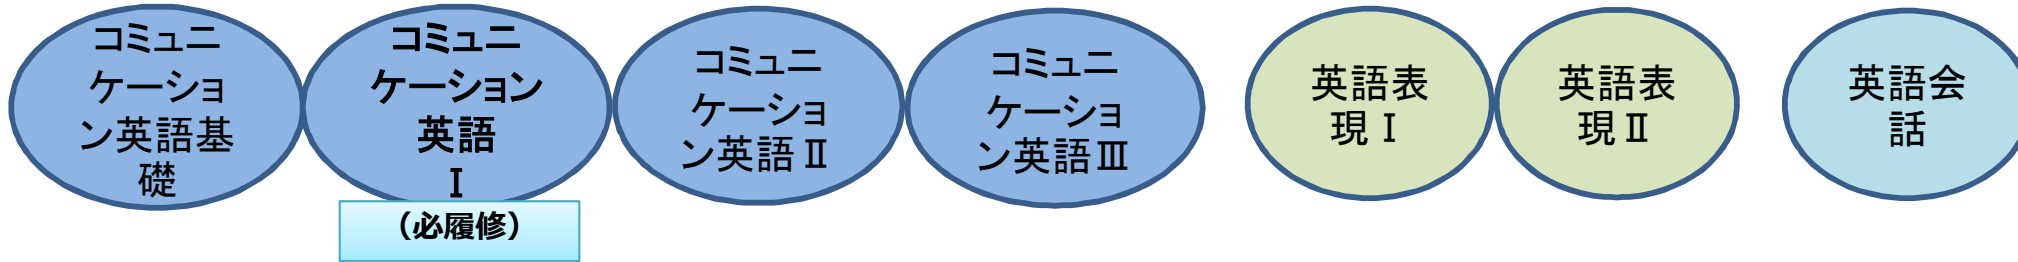 コミュニ
ケーショ
ン英語基
礎
コミュニ
ケーション
英語
Ⅰ
（必履修）
コミュニ
ケーショ
ン英語Ⅱ
コミュニ
ケーショ
ン英語Ⅲ
英語表
現Ⅰ
英語表
現Ⅱ
英語会
話